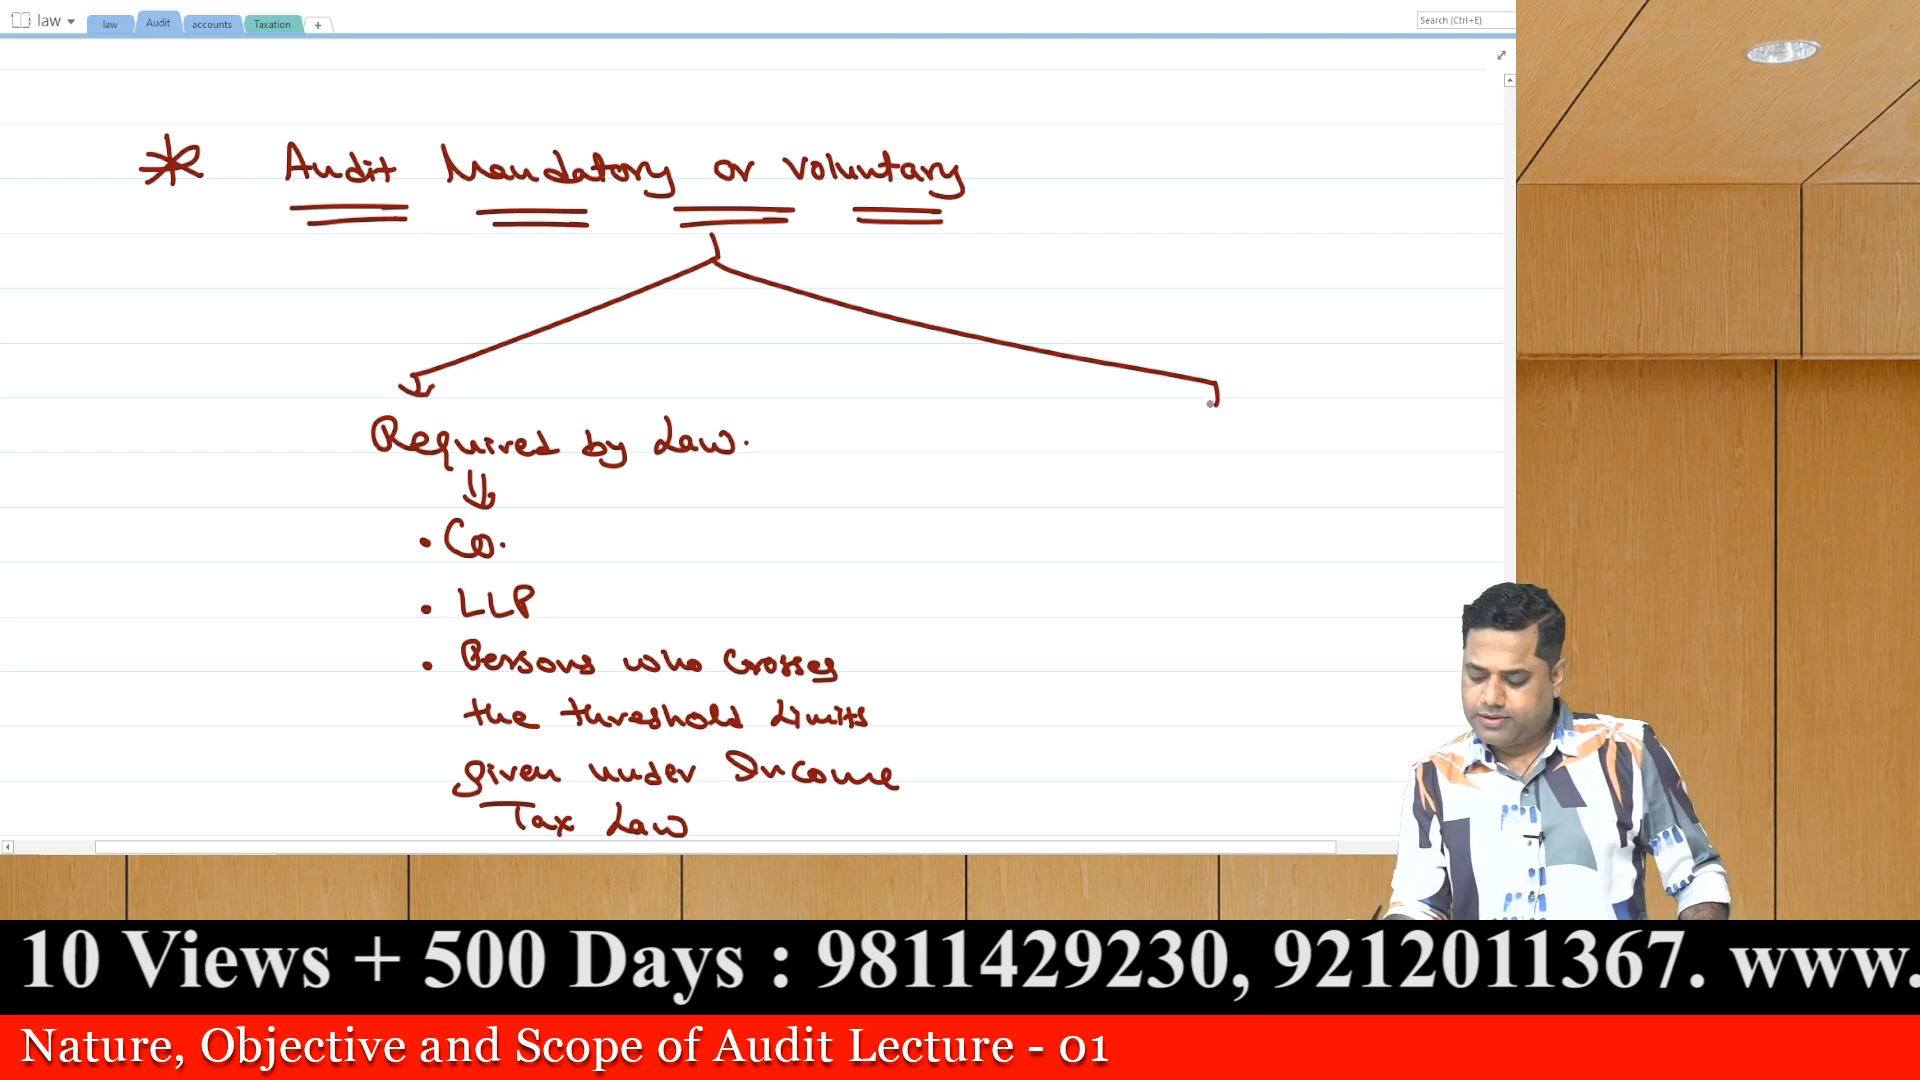 law
law
Audit
accounts
Taxation
+
Search (Ctrl+E)
Audit Mandatory or Voluntary
Required by Law.
• Co.
• LLP
• Persons who crosses
the threshold Limits
given under Income
Tax Law
10 Views + 500 Days : 9811429230, 9212011367. www.
Nature, Objective and Scope of Audit Lecture - 01